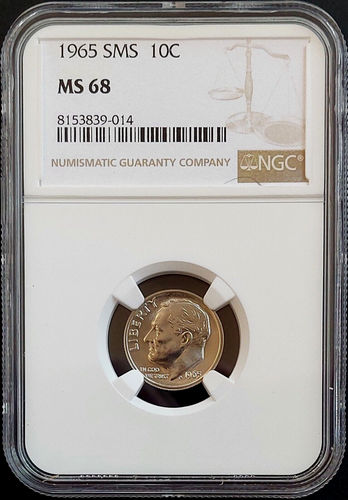 1965 SMS 10C
MS 68
8153839-014
NUMISMATIC GUARANTY COMPANY
NGC®
LIBERTY
IN GOD
WE TRUST
1965